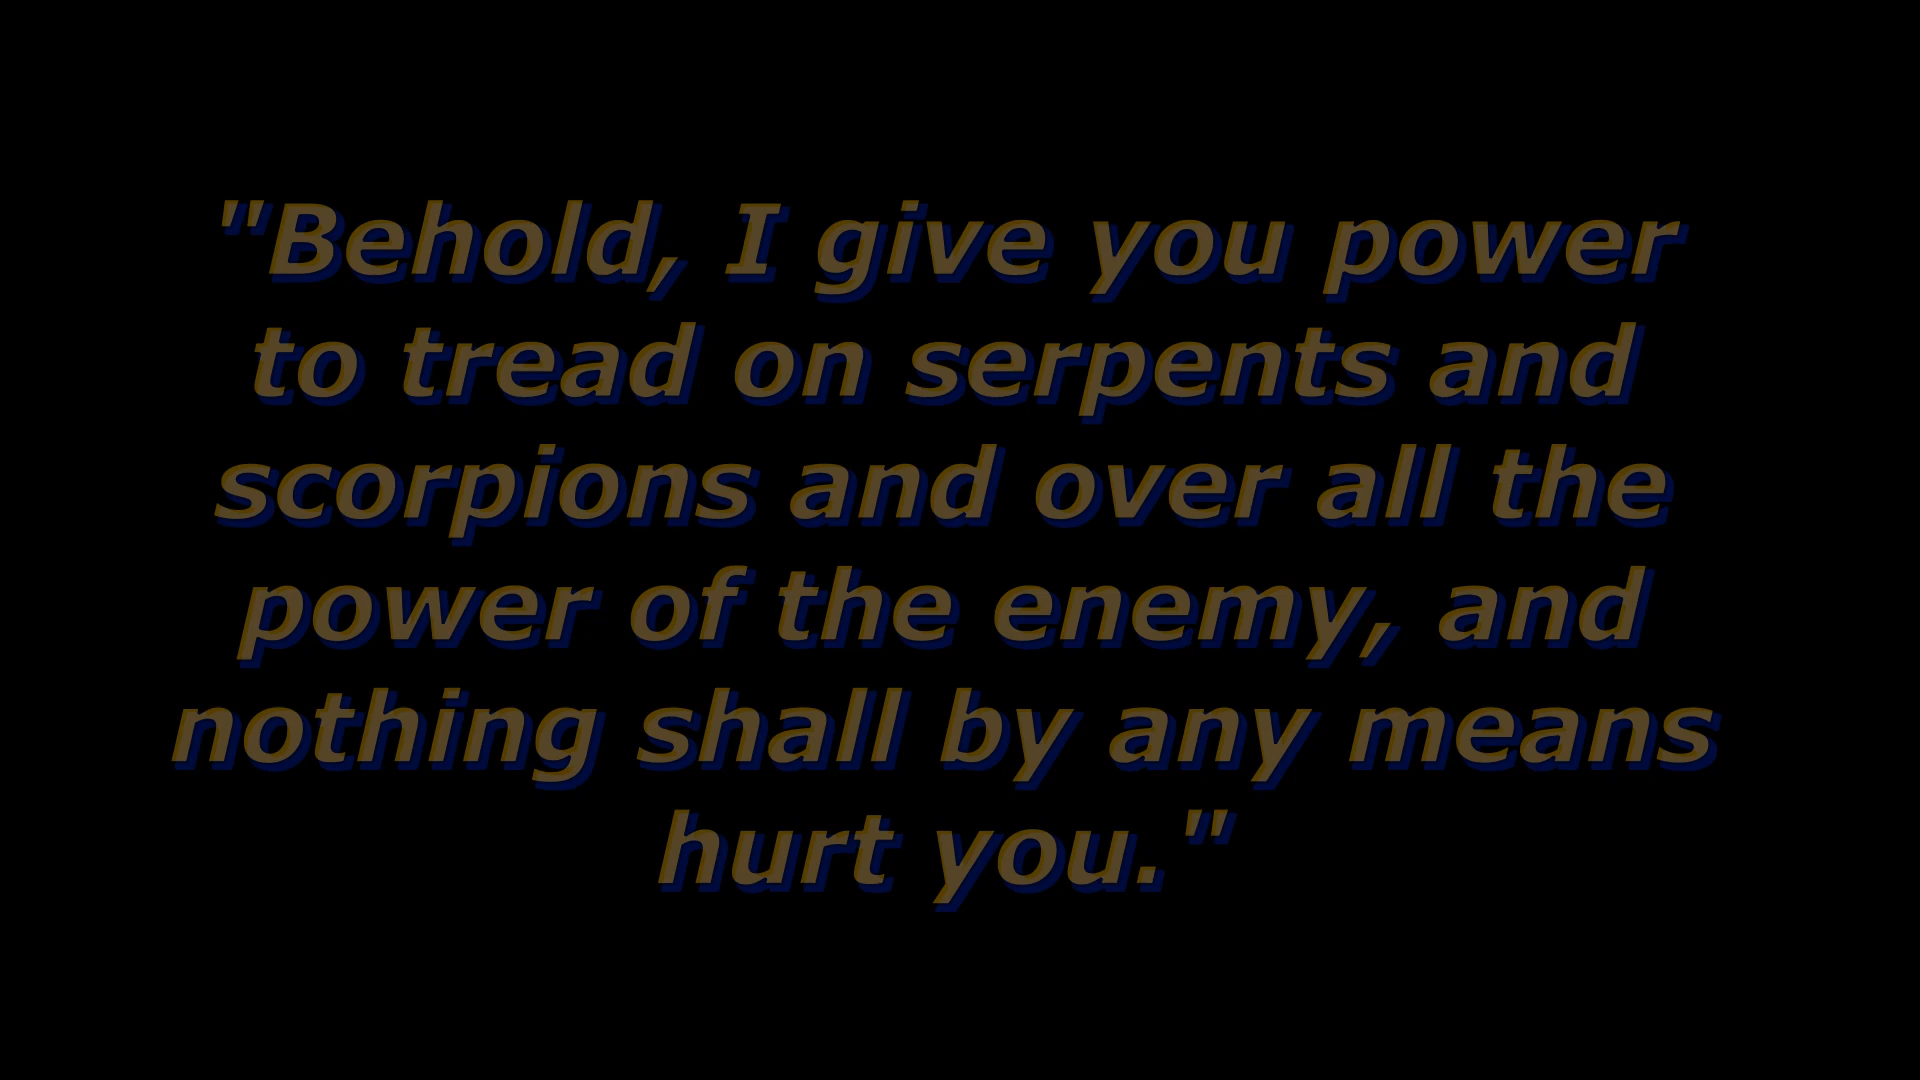 "Behold, I give you power
to tread on serpents and
scorpions and over all the
power of the enemy, and
nothing shall by any means
hurt you."